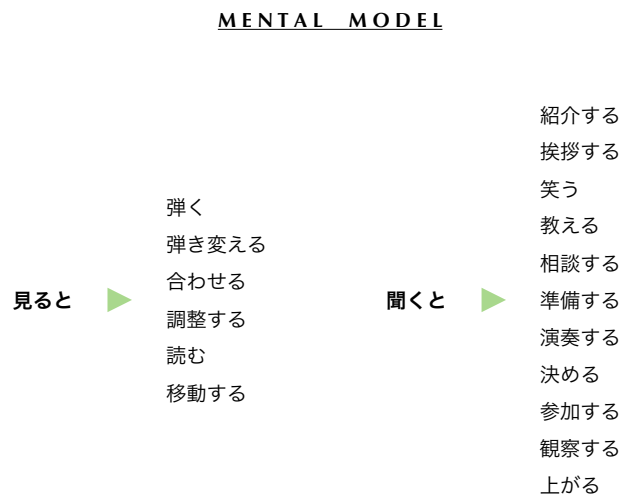 MENTAL MODEL
見ると
弾く
弾き変える
合わせる
調整する
読む
移動する
聞くと
紹介する
挨拶する
笑う
教える
相談する
準備する
演奏する
決める
参加する
観察する
上がる